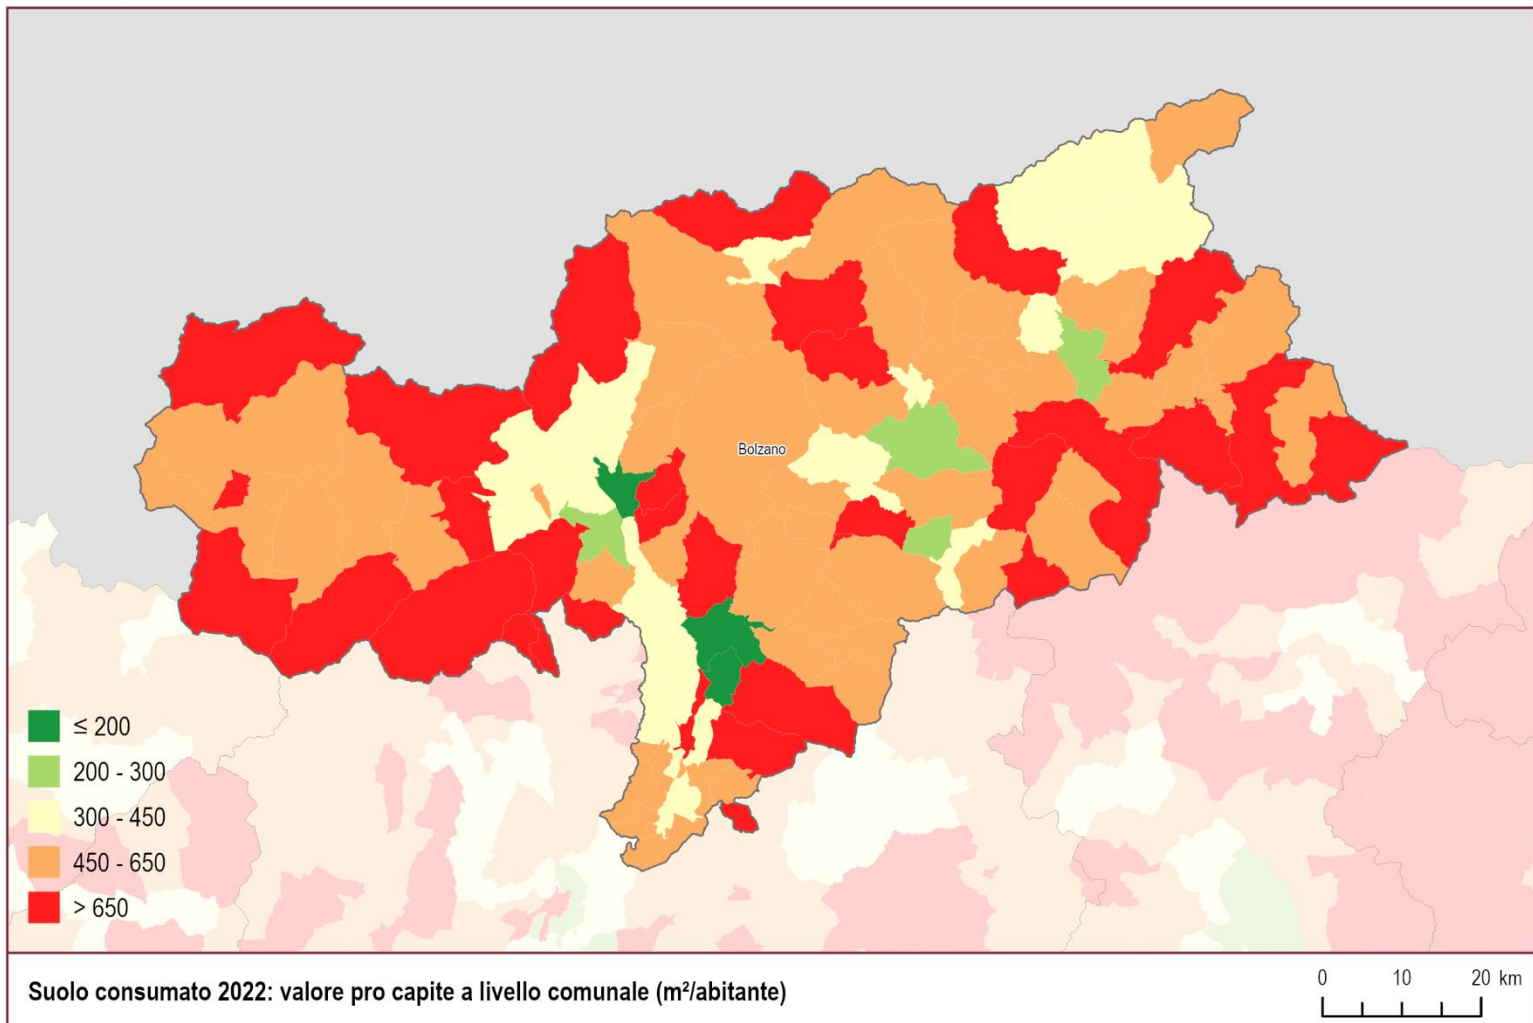 Bolzano
≤ 200
200 - 300
300 - 450
450 - 650
> 650
Suolo consumato 2022: valore pro capite a livello comunale (m²/abitante)
0 10 20 km